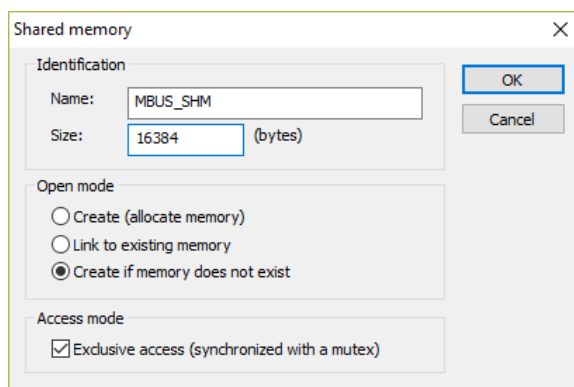 Shared memory
Identification
Name: MBUS_SHM
Size: 16384 (bytes)
OK
Cancel
Open mode
Create (allocate memory)
Link to existing memory
Create if memory does not exist
Access mode
Exclusive access (synchronized with a mutex)